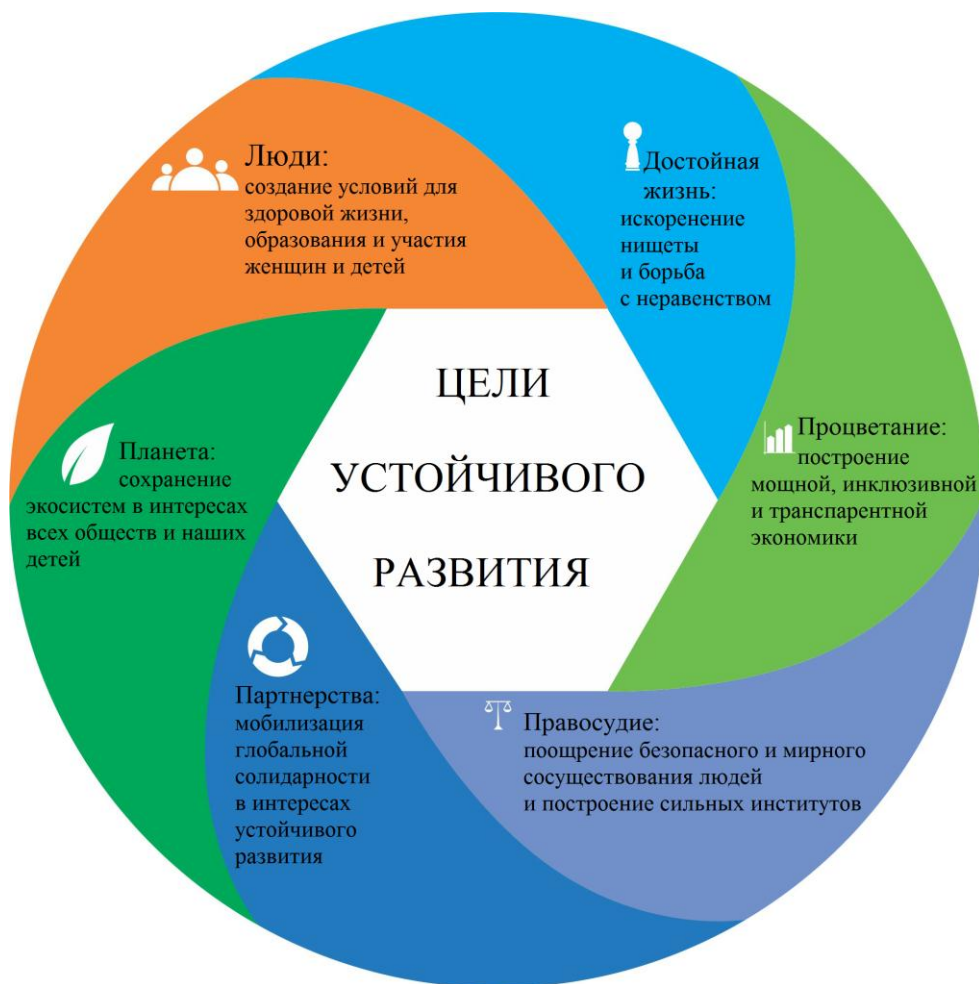 ЦЕЛИ
УСТОЙЧИВОГО
РАЗВИТИЯ
Люди:
создание условий для
здоровой жизни,
образования и участия
женщин и детей
Достойная
жизнь:
искоренение
нищеты
и борьба
с неравенством
Процветание:
построение
мощной, инклюзивной
и транспарентной
экономики
Правосудие:
поощрение безопасного и мирного
сосуществования людей
и построение сильных институтов
Партнерства:
мобилизация
глобальной
солидарности
в интересах
устойчивого
развития
Планета:
сохранение
экосистем в интересах
всех обществ и наших
детей